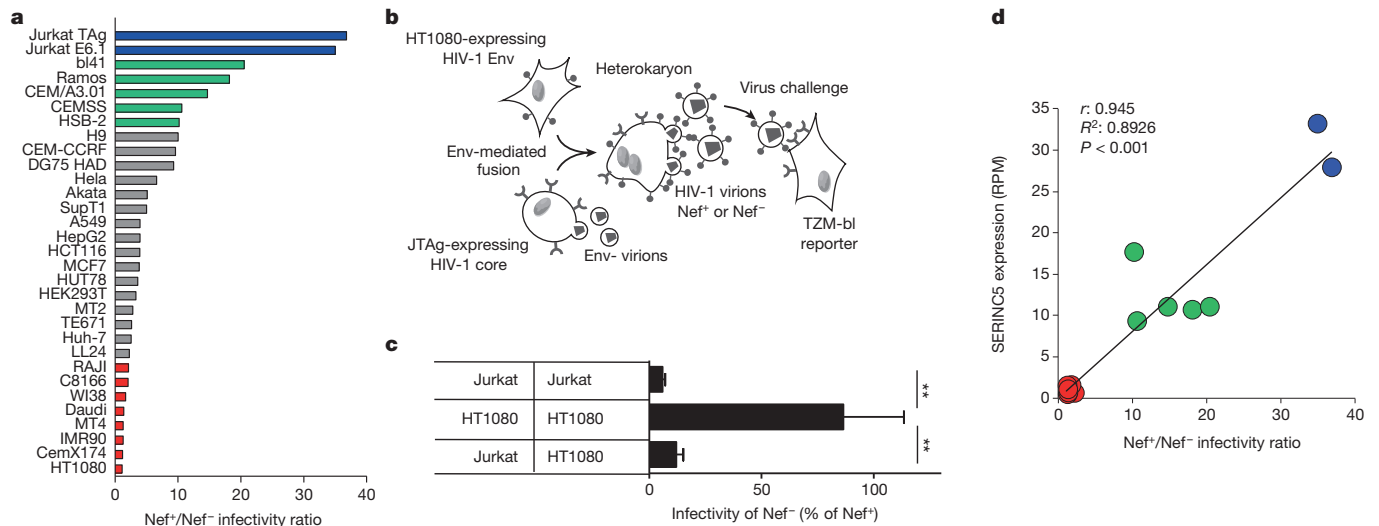 a
Jurkat TAg
Jurkat E6.1
bl41
Ramos
CEM/A3.01
CEMSS
HSB-2
H9
CEM-CCRF
DG75 HAD
Hela
Akata
SupT1
A549
HepG2
HCT116
MCF7
HUT78
HEK293T
MT2
TE671
Huh-7
LL24
RAJI
C8166
WI38
Daudi
MT4
IMR90
CemX174
HT1080
0 10 20 30 40
Nef⁺/Nef⁻ infectivity ratio
b
HT1080-expressing
HIV-1 Env
Heterokaryon
Virus challenge
Env-mediated
fusion
HIV-1 virions
Nef⁺ or Nef⁻
TZM-bl
reporter
JTAg-expressing
HIV-1 core
Env- virions
c
Jurkat Jurkat
HT1080 HT1080
Jurkat HT1080
**
**
0 50 100
Infectivity of Nef⁻ (% of Nef⁺)
d
r: 0.945
R²: 0.8926
P < 0.001
SERINC5 expression (RPM)
35
30
25
20
15
10
5
0
0 10 20 30 40
Nef⁺/Nef⁻ infectivity ratio